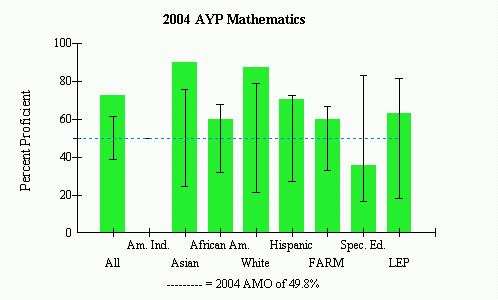 2004 AYP Mathematics
Percent Proficient
100
80
60
40
20
0
Am. Ind. African Am. Hispanic Spec. Ed.
All Asian White FARM LEP
--------- = 2004 AMO of 49.8%